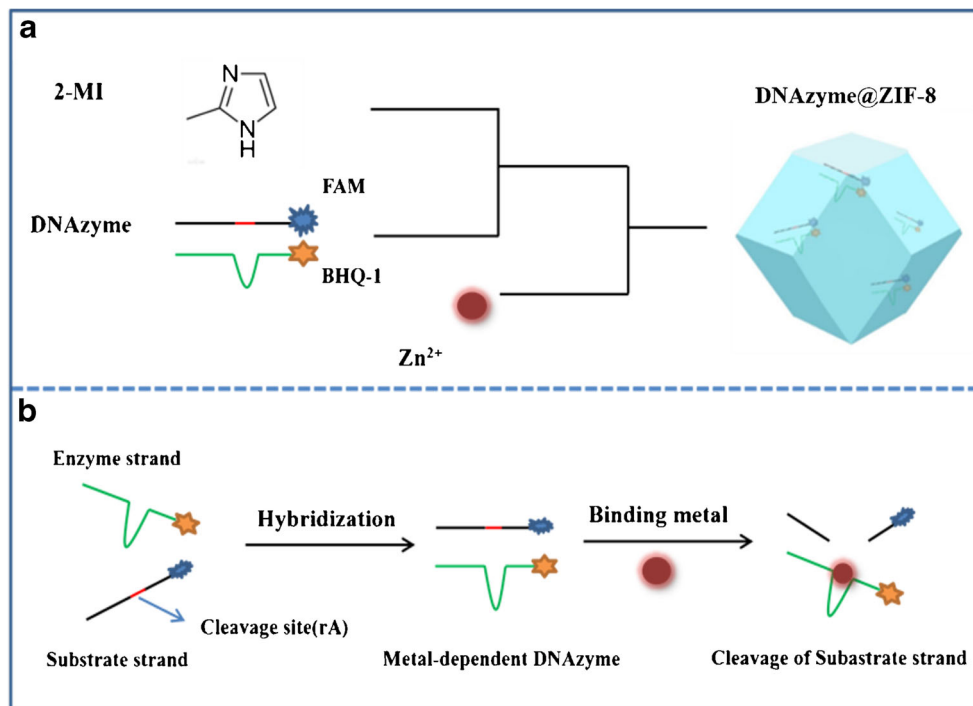 a
2-MI
N
N
H
DNAzyme@ZIF-8
FAM
DNAzyme
BHQ-1
Zn²⁺
b
Enzyme strand
Hybridization
Binding metal
Cleavage site(rA)
Substrate strand
Metal-dependent DNAzyme
Cleavage of Subastrate strand